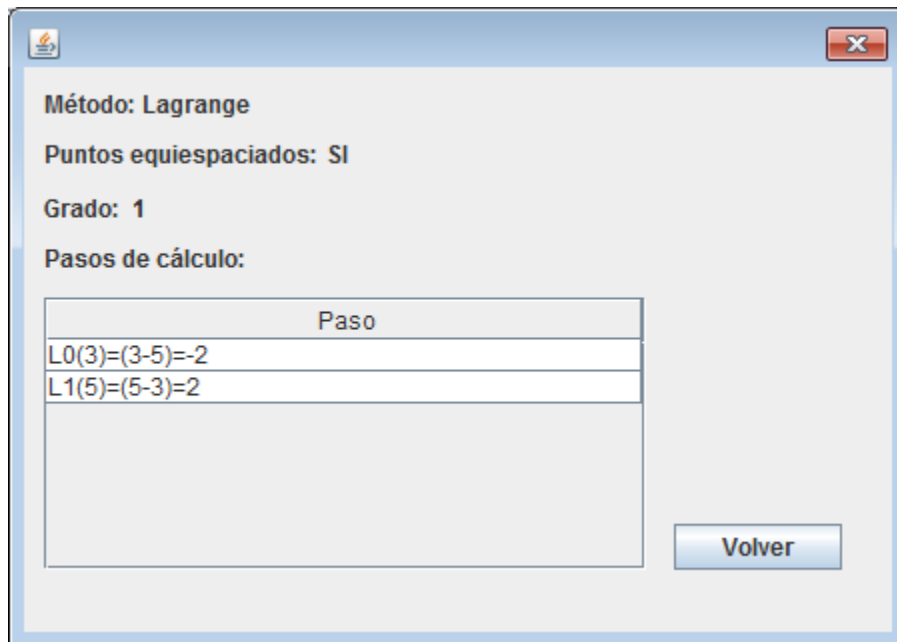 Método: Lagrange
Puntos equiespaciados: SI
Grado: 1
Pasos de cálculo:
Paso
L0(3)=(3-5)=-2
L1(5)=(5-3)=2
Volver